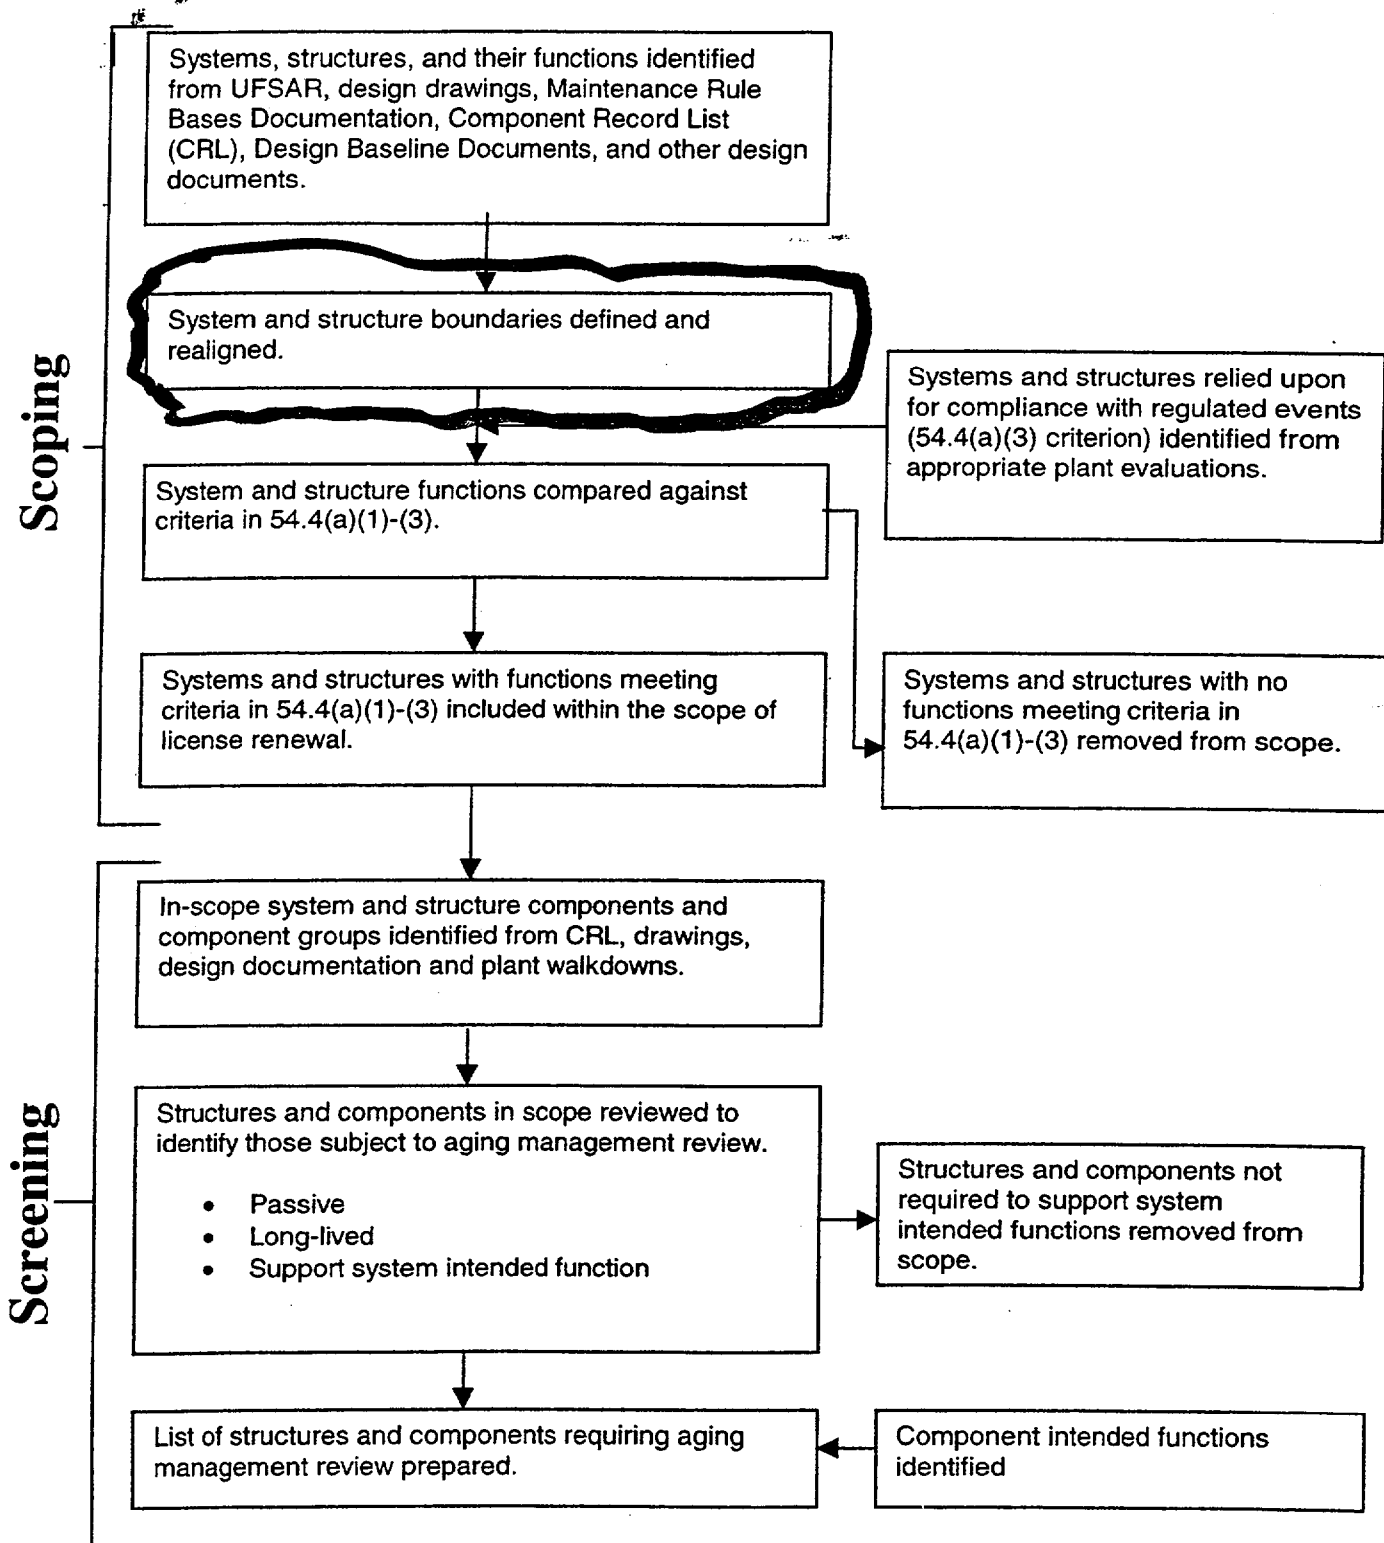 Scoping
Systems, structures, and their functions identified
from UFSAR, design drawings, Maintenance Rule
Bases Documentation, Component Record List
(CRL), Design Baseline Documents, and other design
documents.
System and structure boundaries defined and
realigned.
Systems and structures relied upon
for compliance with regulated events
(54.4(a)(3) criterion) identified from
appropriate plant evaluations.
System and structure functions compared against
criteria in 54.4(a)(1)-(3).
Systems and structures with functions meeting
criteria in 54.4(a)(1)-(3) included within the scope of
license renewal.
Systems and structures with no
functions meeting criteria in
54.4(a)(1)-(3) removed from scope.
Screening
In-scope system and structure components and
component groups identified from CRL, drawings,
design documentation and plant walkdowns.
Structures and components in scope reviewed to
identify those subject to aging management review.
• Passive
• Long-lived
• Support system intended function
Structures and components not
required to support system
intended functions removed from
scope.
List of structures and components requiring aging
management review prepared.
Component intended functions
identified